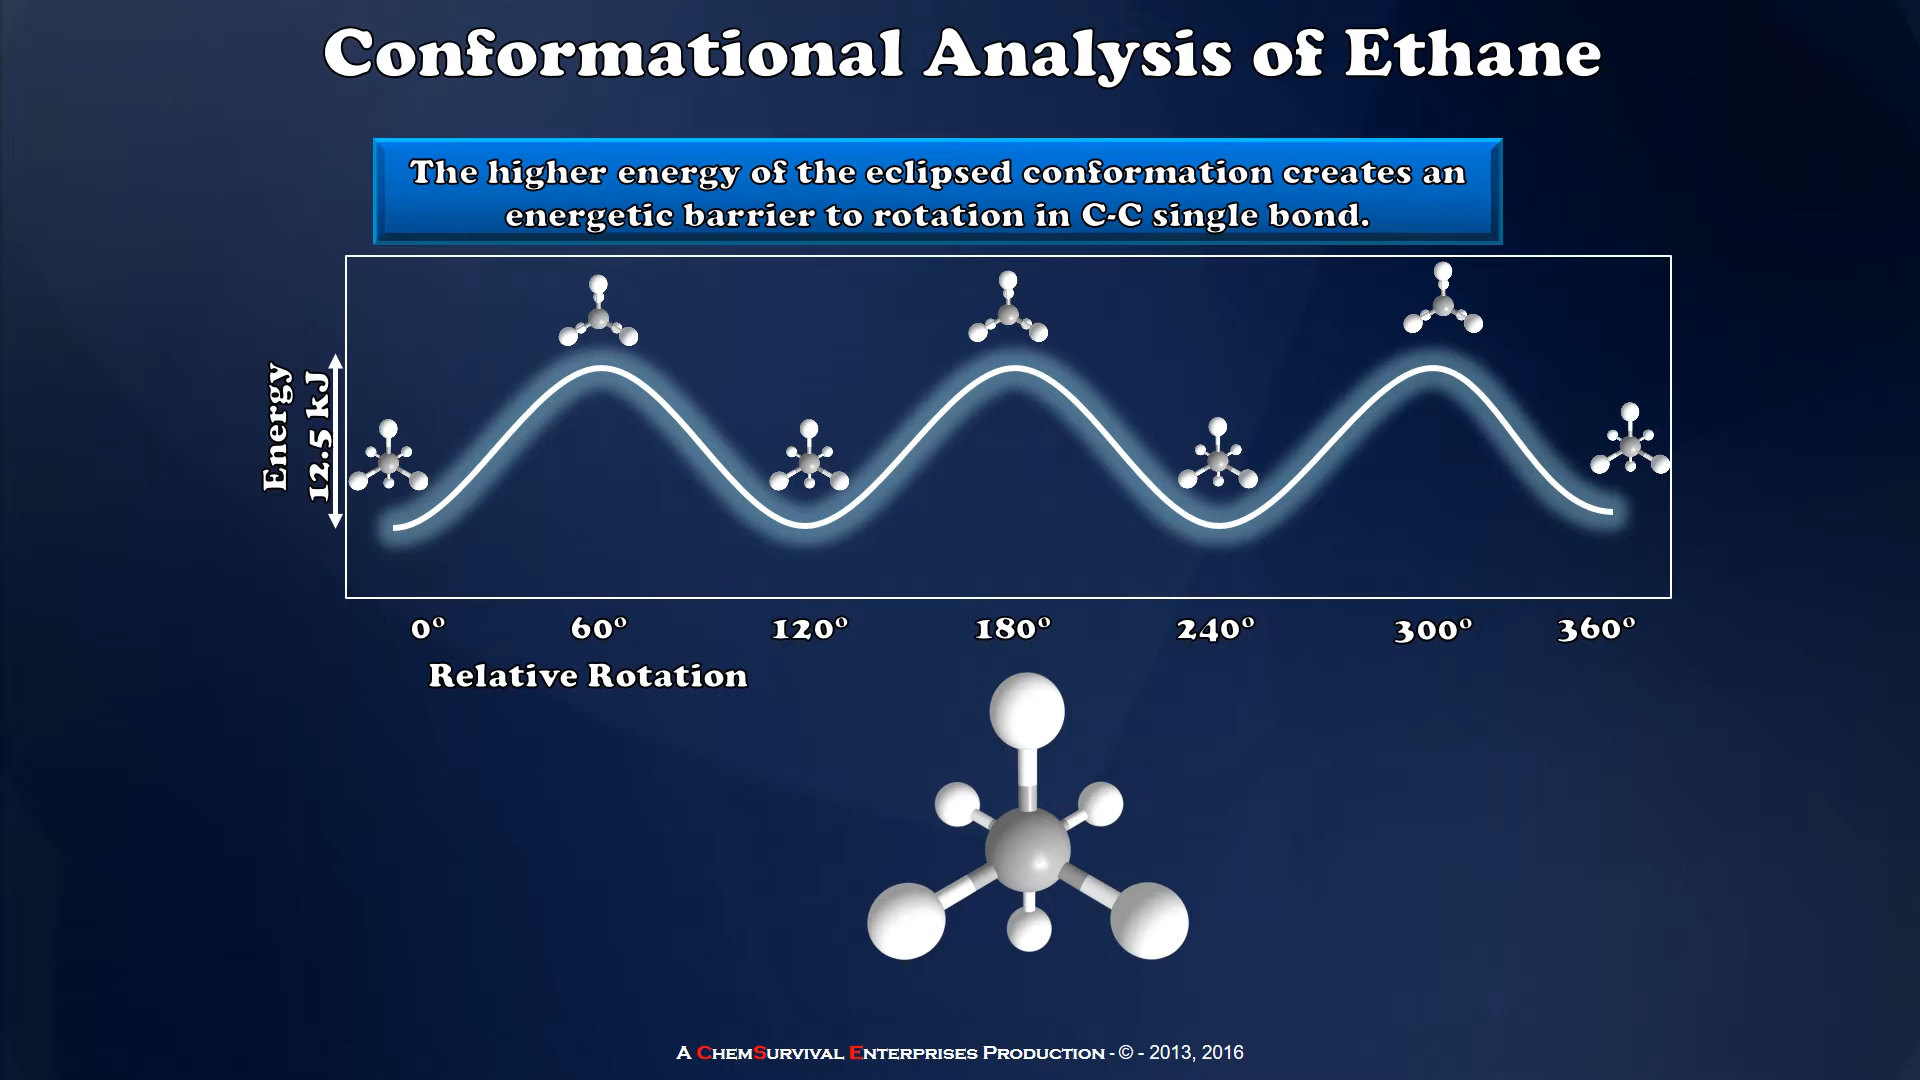 Conformational Analysis of Ethane
The higher energy of the eclipsed conformation creates an
energetic barrier to rotation in C-C single bond.
Energy
12.5 kJ
0º 60º 120º 180º 240º 300º 360º
Relative Rotation
A ChemSurvival Enterprises Production - © - 2013, 2016